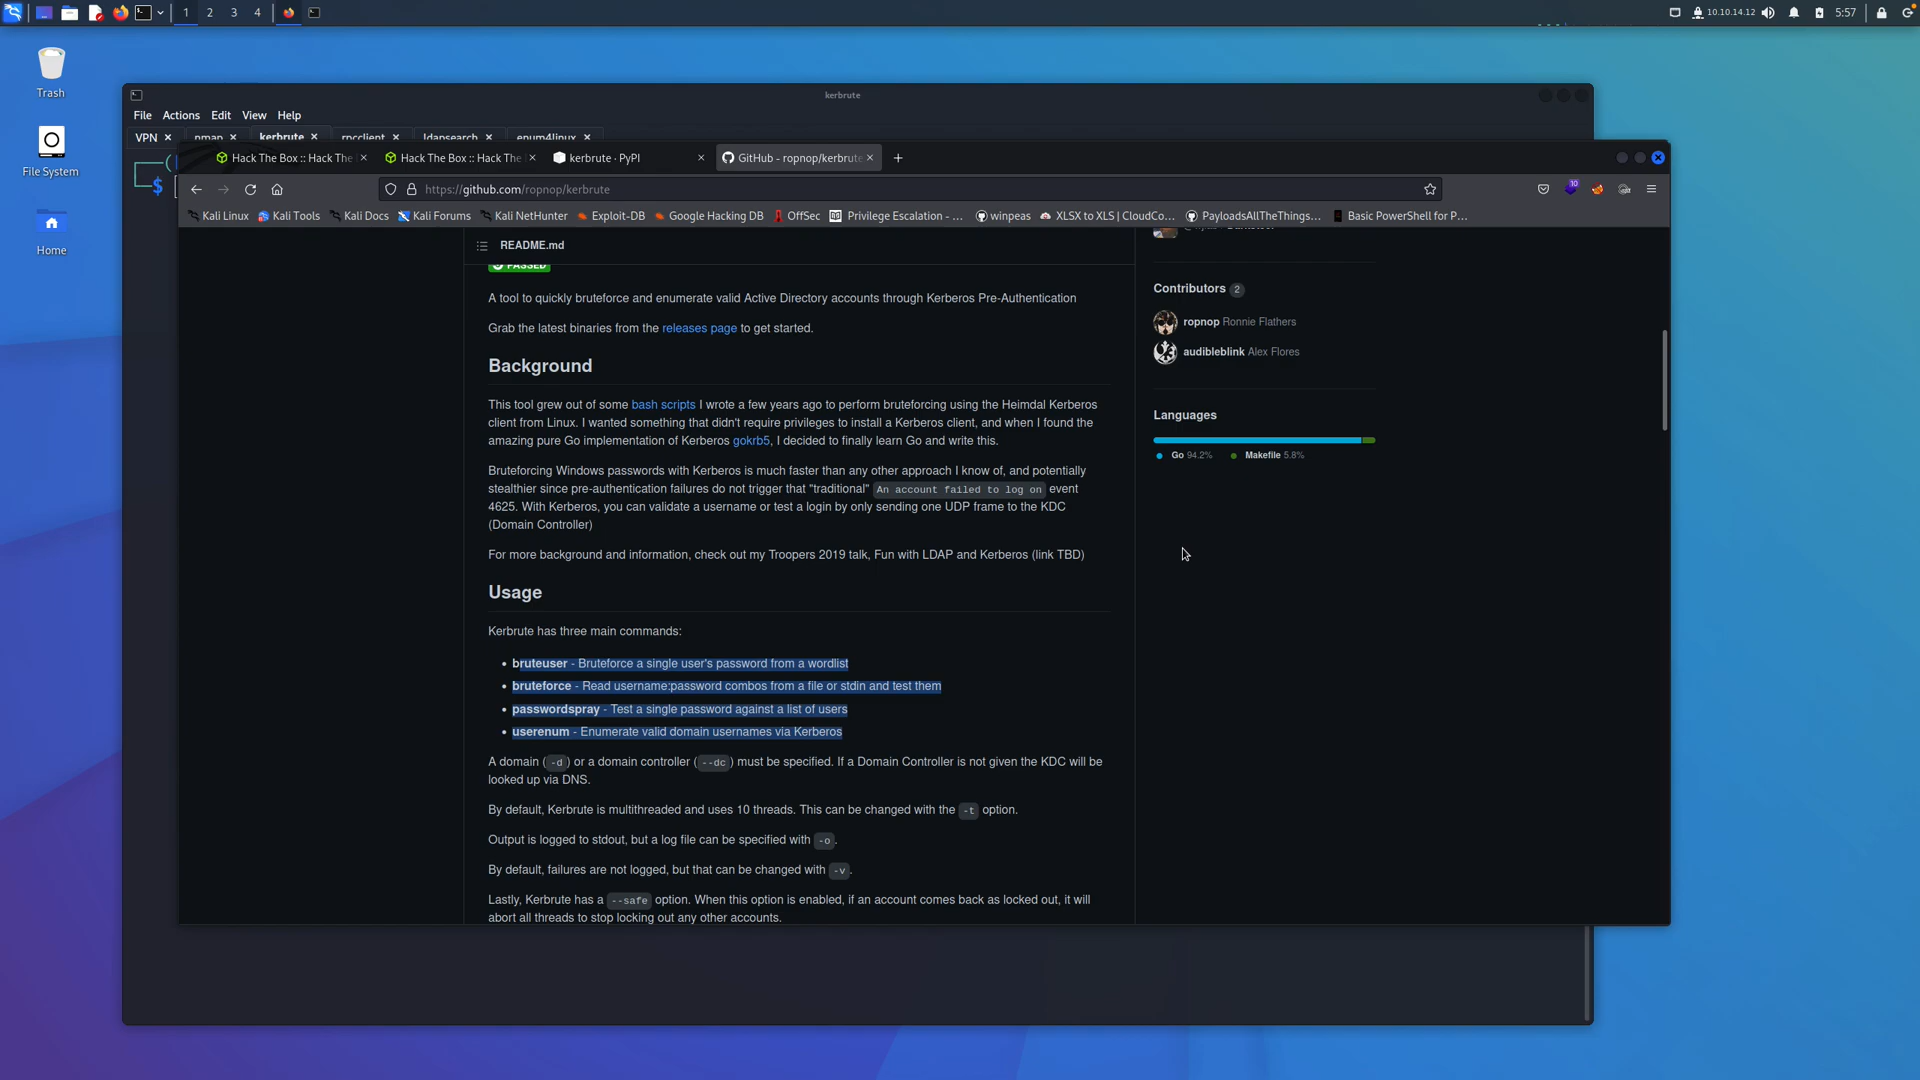 1 2 3 4
10.10.14.12 5:57
Trash
File System
Home
kerbrute
File Actions Edit View Help
VPN nmap kerbrute rpcclient ldapsearch enum4linux
$
Hack The Box :: Hack The Hack The Box :: Hack The kerbrute · PyPI GitHub - ropnop/kerbrute
https://github.com/ropnop/kerbrute
10
Kali Linux Kali Tools Kali Docs Kali Forums Kali NetHunter Exploit-DB Google Hacking DB OffSec Privilege Escalation - ... winpeas XLSX to XLS | CloudCo... PayloadsAllTheThings... Basic PowerShell for P...
README.md
PASSED
A tool to quickly bruteforce and enumerate valid Active Directory accounts through Kerberos Pre-Authentication
Grab the latest binaries from the releases page to get started.
Background
This tool grew out of some bash scripts I wrote a few years ago to perform bruteforcing using the Heimdal Kerberos
client from Linux. I wanted something that didn't require privileges to install a Kerberos client, and when I found the
amazing pure Go implementation of Kerberos gokrb5, I decided to finally learn Go and write this.
Bruteforcing Windows passwords with Kerberos is much faster than any other approach I know of, and potentially
stealthier since pre-authentication failures do not trigger that "traditional" An account failed to log on event
4625. With Kerberos, you can validate a username or test a login by only sending one UDP frame to the KDC
(Domain Controller)
For more background and information, check out my Troopers 2019 talk, Fun with LDAP and Kerberos (link TBD)
Usage
Kerbrute has three main commands:
• bruteuser - Bruteforce a single user's password from a wordlist
• bruteforce - Read username:password combos from a file or stdin and test them
• passwordspray - Test a single password against a list of users
• userenum - Enumerate valid domain usernames via Kerberos
A domain (-d) or a domain controller (--dc) must be specified. If a Domain Controller is not given the KDC will be
looked up via DNS.
By default, Kerbrute is multithreaded and uses 10 threads. This can be changed with the -t option.
Output is logged to stdout, but a log file can be specified with -o.
By default, failures are not logged, but that can be changed with -v.
Lastly, Kerbrute has a --safe option. When this option is enabled, if an account comes back as locked out, it will
abort all threads to stop locking out any other accounts.
Contributors 2
ropnop Ronnie Flathers
audibleblink Alex Flores
Languages
Go 94.2% Makefile 5.8%